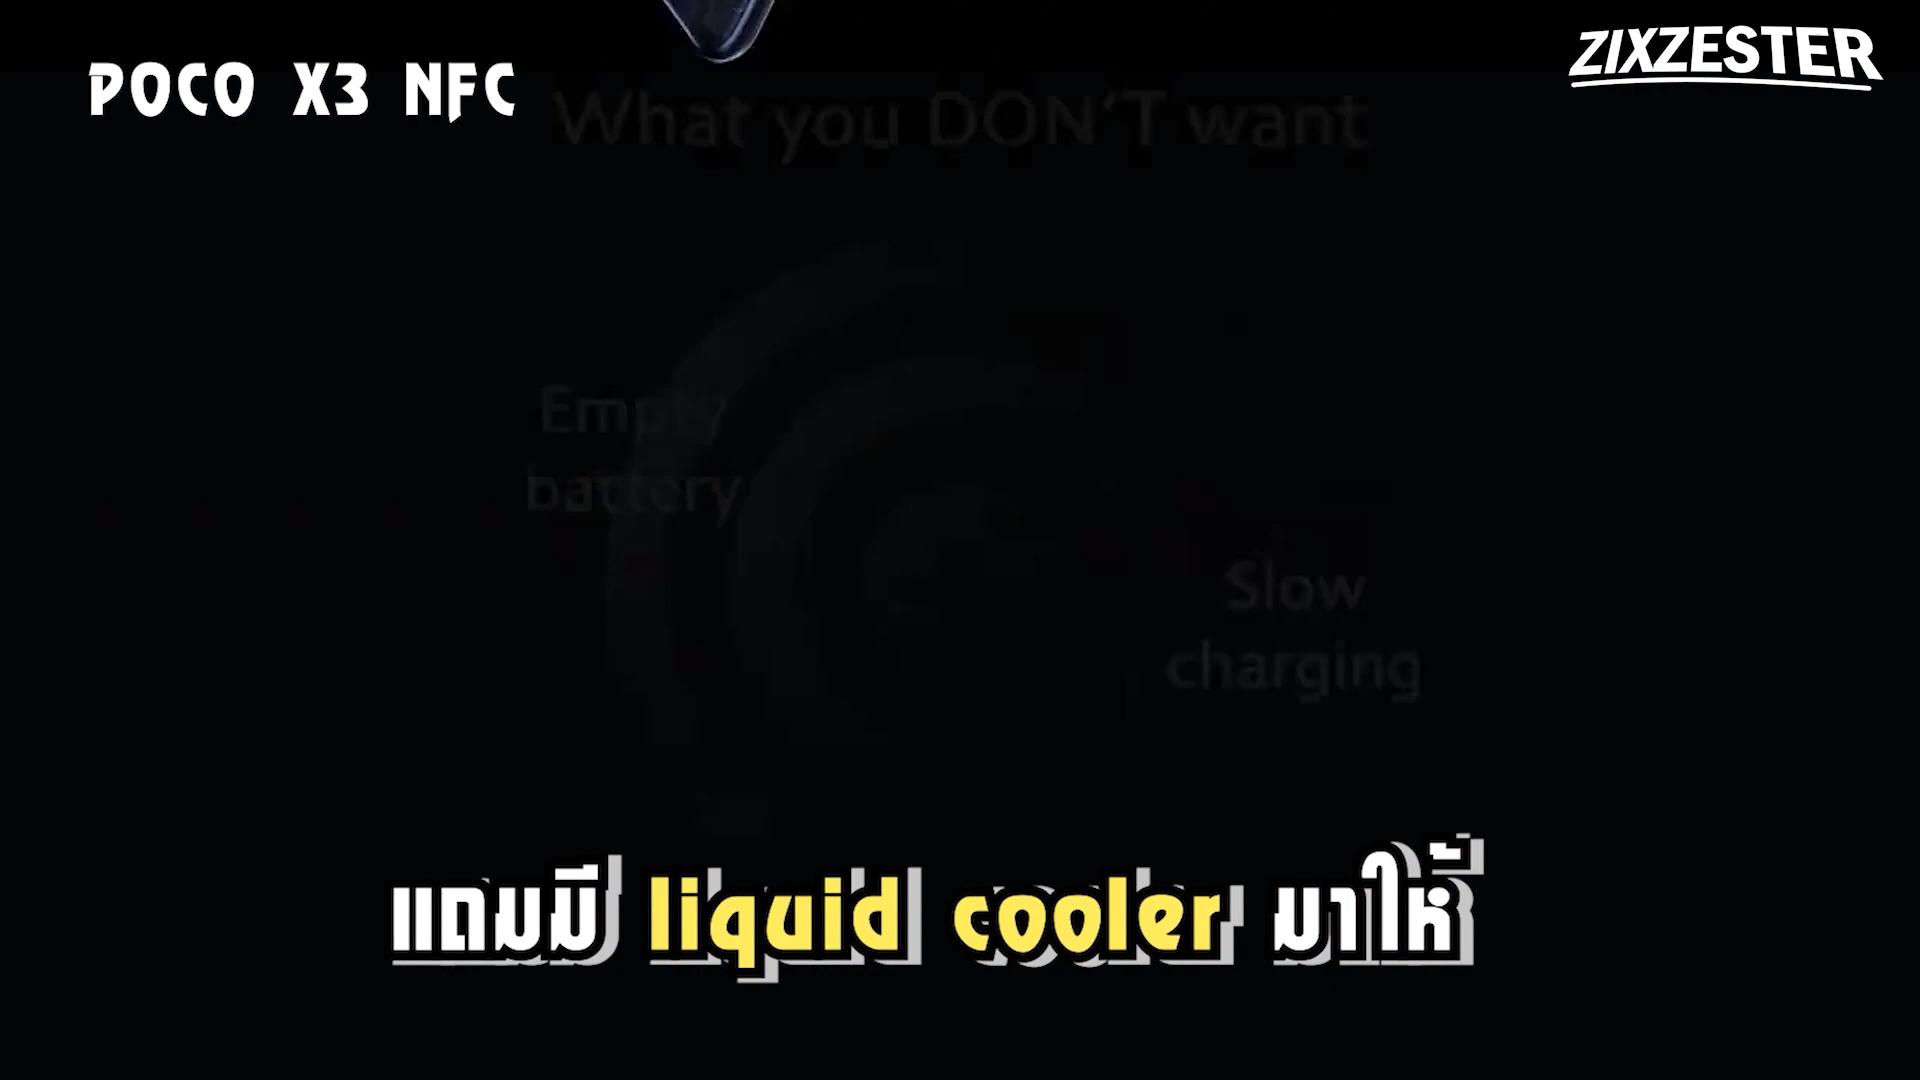 POCO X3 NFC
ZIXZESTER
What you DON'T want
Empty
battery
Slow
charging
แถมมี liquid cooler มาให้